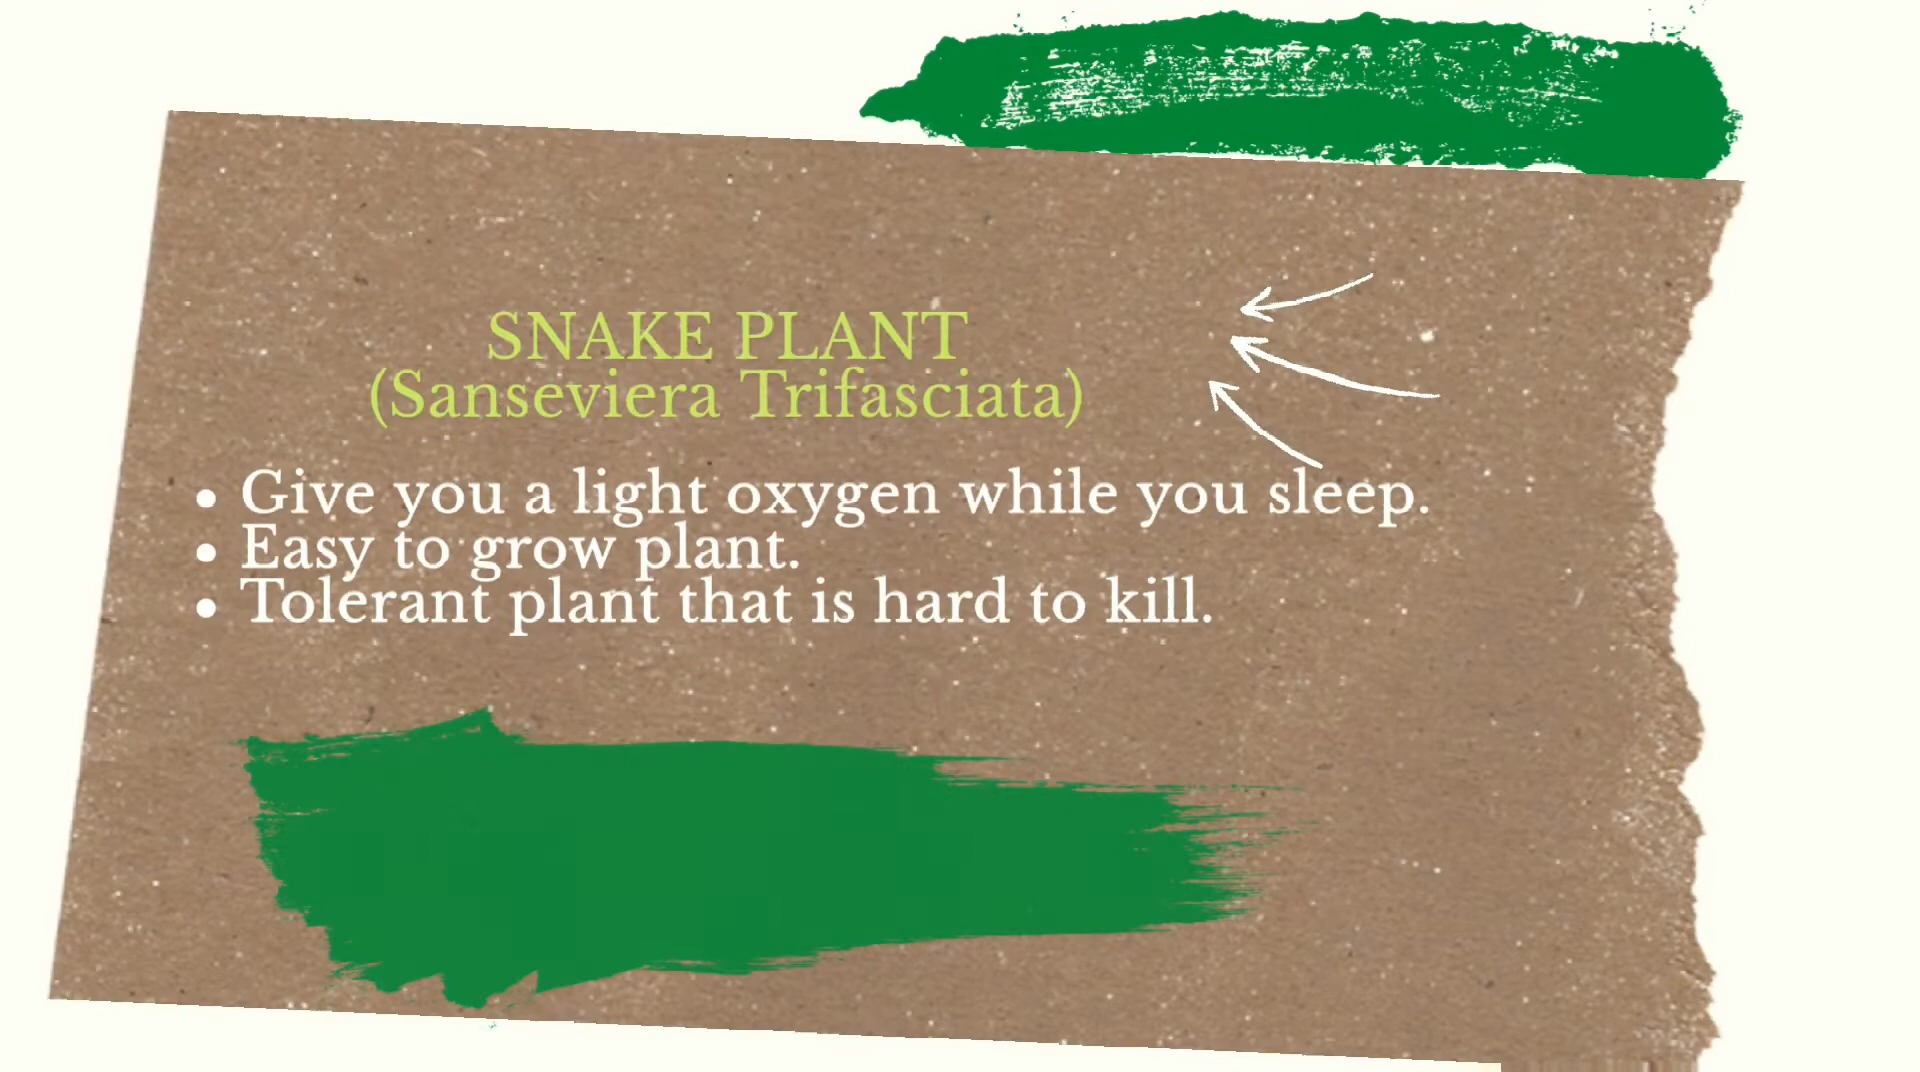 SNAKE PLANT
(Sanseviera Trifasciata)
• Give you a light oxygen while you sleep.
• Easy to grow plant.
• Tolerant plant that is hard to kill.